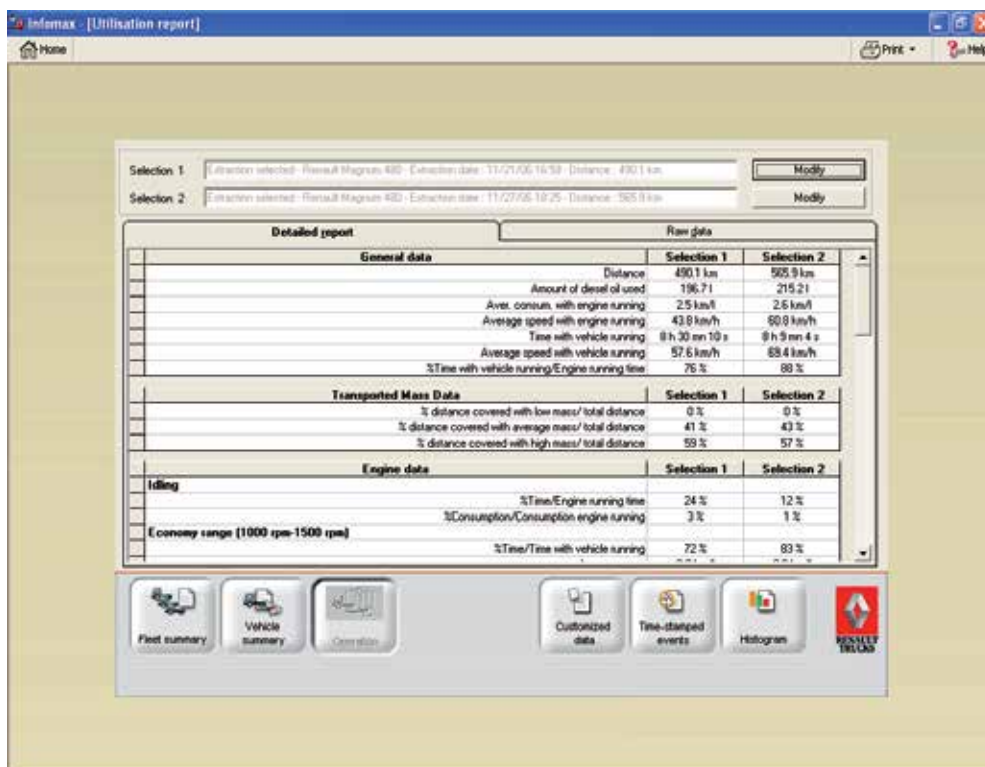 Infomax - [Utilisation report]
Home Print Help
Selection 1 Extraction selected - Renault Magnum 480 - Extraction date : 11/21/06 16:59 - Distance : 490.1 km Modify
Selection 2 Extraction selected - Renault Magnum 480 - Extraction date : 11/27/06 18:25 - Distance : 565.9 km Modify
Detailed report Raw data
General data Selection 1 Selection 2
Distance 490.1 km 565.9 km
Amount of diesel oil used 196.7 l 215.2 l
Aver. consum. with engine running 2.5 km/l 2.6 km/l
Average speed with engine running 43.8 km/h 60.8 km/h
Time with vehicle running 8 h 30 mn 10 s 8 h 9 mn 4 s
Average speed with vehicle running 57.6 km/h 69.4 km/h
%Time with vehicle running/Engine running time 76 % 88 %
Transported Mass Data Selection 1 Selection 2
% distance covered with low mass/ total distance 0 % 0 %
% distance covered with average mass/ total distance 41 % 43 %
% distance covered with high mass/ total distance 59 % 57 %
Engine data Selection 1 Selection 2
Idling
%Time/Engine running time 24 % 12 %
%Consumption/Consumption engine running 3 % 1 %
Economy range (1000 rpm-1500 rpm)
%Time/Time with vehicle running 72 % 83 %
Fleet summary Vehicle summary Operation Customized data Time-stamped events Histogram RENAULT TRUCKS